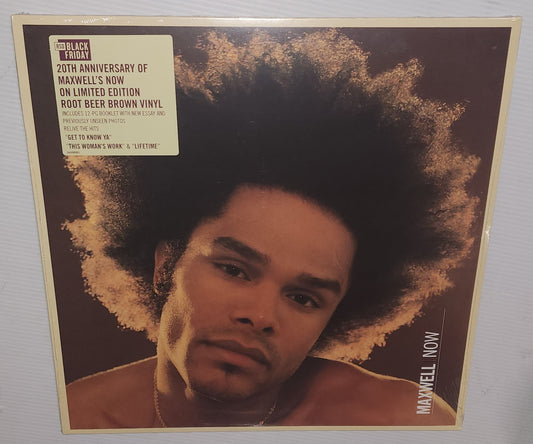 RSD BLACK
FRIDAY
20TH ANNIVERSARY OF
MAXWELL'S NOW
ON LIMITED EDITION
ROOT BEER BROWN VINYL
INCLUDES 12-PG BOOKLET WITH NEW ESSAY AND
PREVIOUSLY UNSEEN PHOTOS
RELIVE THE HITS
"GET TO KNOW YA"
"THIS WOMAN'S WORK" & "LIFETIME"
MAXWELL NOW